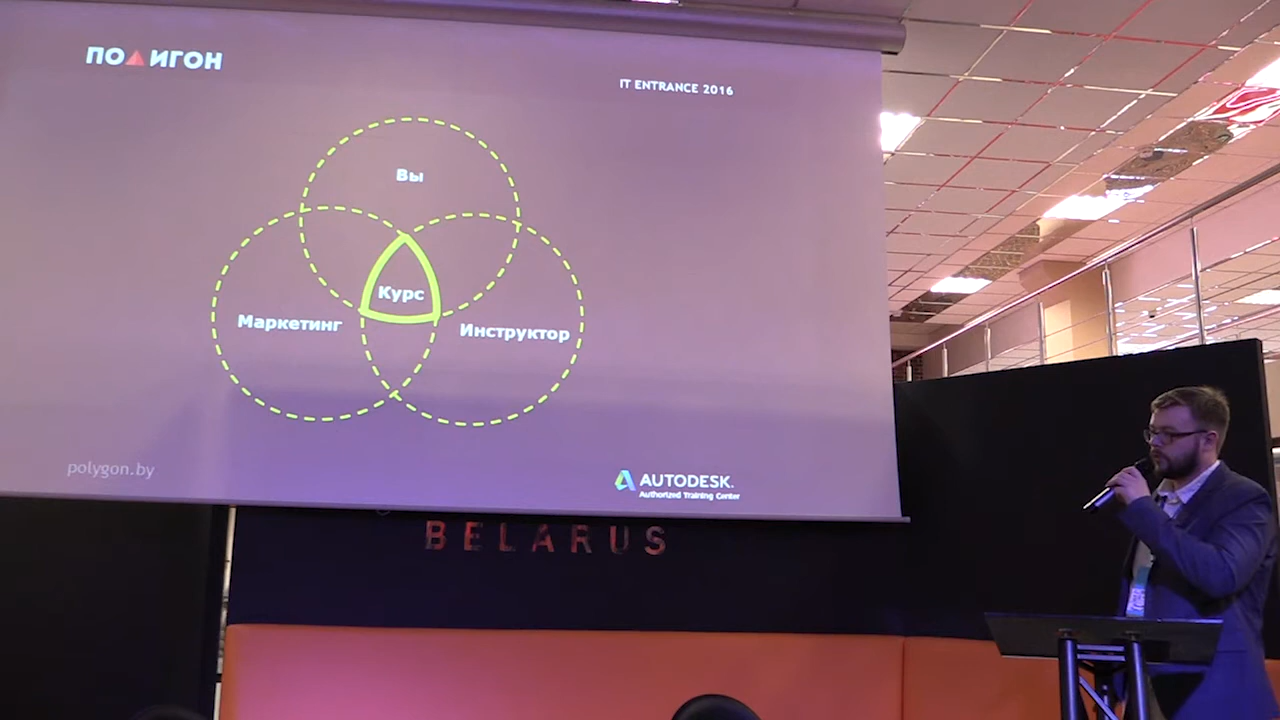 ПОЛИГОН
IT ENTRANCE 2016
Вы
Курс
Маркетинг
Инструктор
polygon.by
AUTODESK.
Authorized Training Center
BELARUS